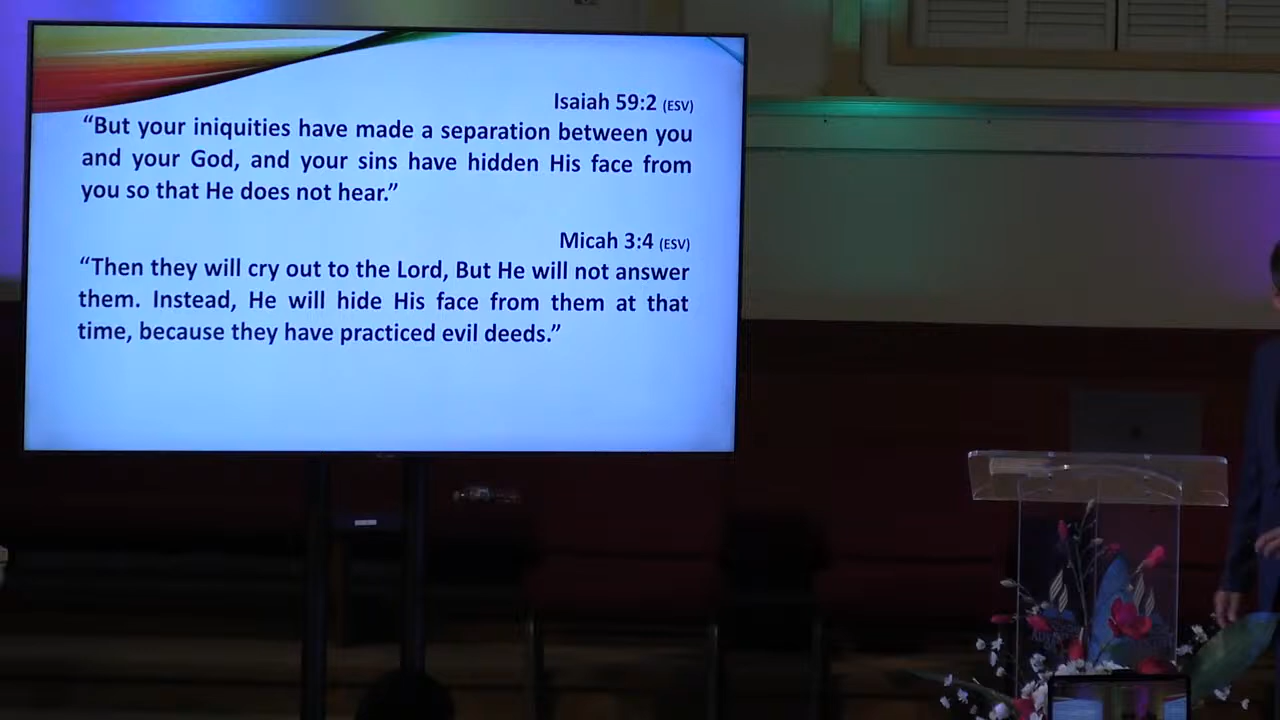 Isaiah 59:2 (ESV)
“But your iniquities have made a separation between you
and your God, and your sins have hidden His face from
you so that He does not hear.”
Micah 3:4 (ESV)
“Then they will cry out to the Lord, But He will not answer
them. Instead, He will hide His face from them at that
time, because they have practiced evil deeds.”